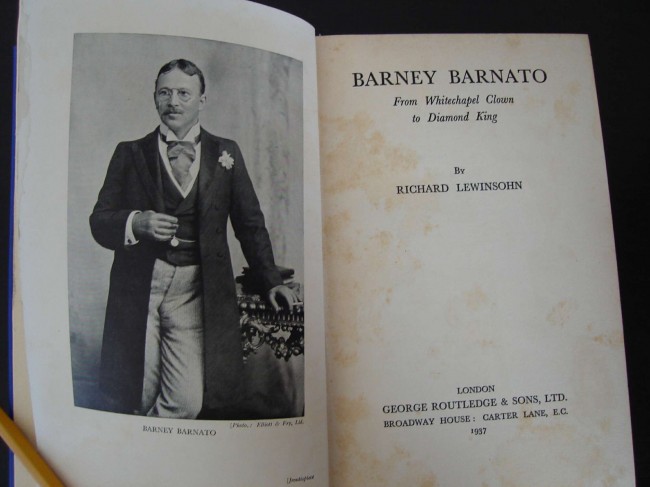 [Photo: Elliott & Fry, Ltd.
BARNEY BARNATO
[Frontispiece
BARNEY BARNATO
From Whitechapel Clown
to Diamond King
BY
RICHARD LEWINSOHN
LONDON
GEORGE ROUTLEDGE & SONS, LTD.
BROADWAY HOUSE: CARTER LANE, E.C.
1937